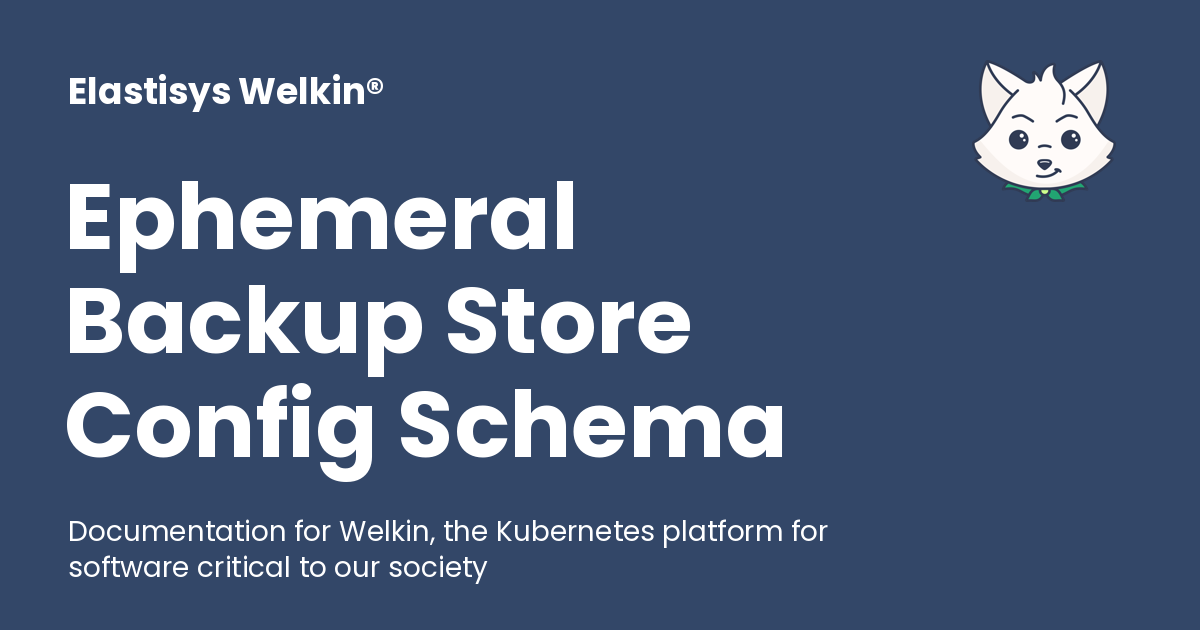 Elastisys Welkin®
Ephemeral
Backup Store
Config Schema
Documentation for Welkin, the Kubernetes platform for
software critical to our society